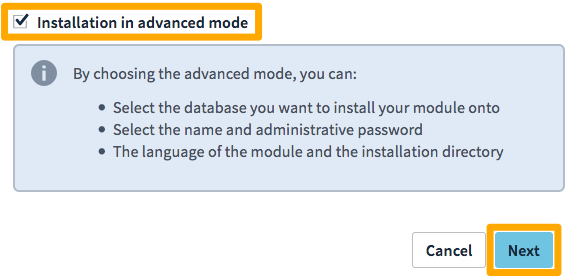 Installation in advanced mode
By choosing the advanced mode, you can:
• Select the database you want to install your module onto
• Select the name and administrative password
• The language of the module and the installation directory
Cancel Next